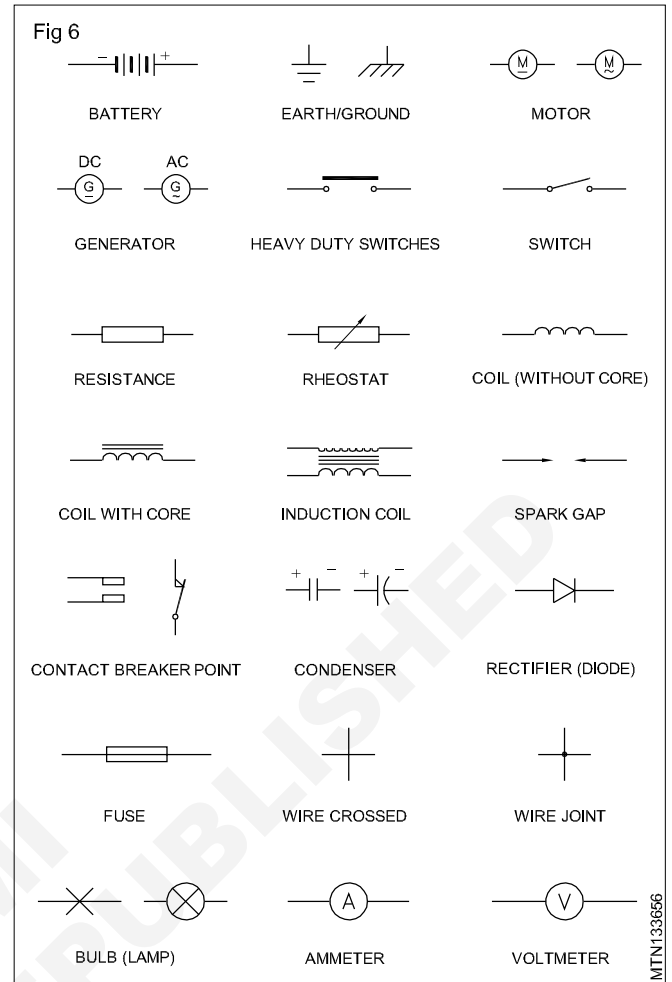 Fig 6
− +
BATTERY
EARTH/GROUND
M M
MOTOR
DC AC
G G
GENERATOR
HEAVY DUTY SWITCHES
SWITCH
RESISTANCE
RHEOSTAT
COIL (WITHOUT CORE)
COIL WITH CORE
INDUCTION COIL
SPARK GAP
CONTACT BREAKER POINT
+ − + −
CONDENSER
RECTIFIER (DIODE)
FUSE
WIRE CROSSED
WIRE JOINT
BULB (LAMP)
A
AMMETER
V
VOLTMETER
MTN133656
MI
PUBLISHED